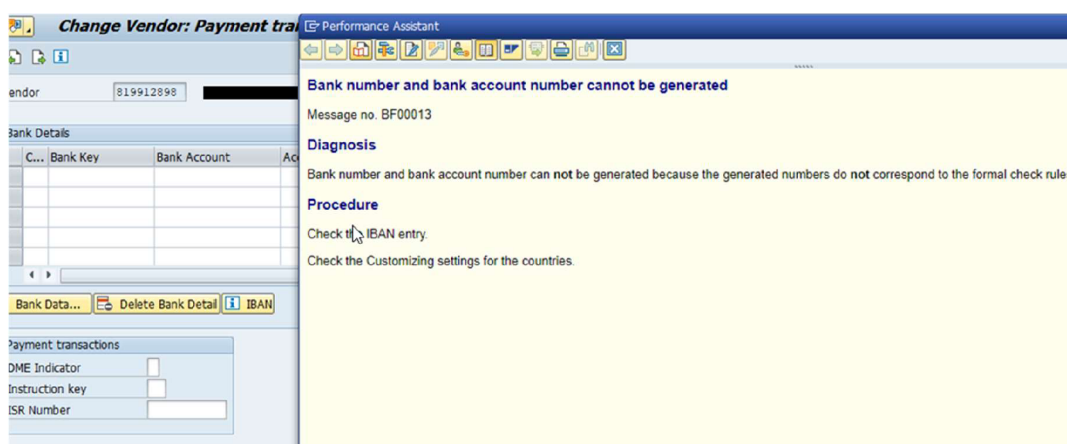 Change Vendor: Payment tra
Performance Assistant
endor 819912898
Bank Details
C... Bank Key Bank Account Ac
Bank Data... Delete Bank Detail IBAN
Payment transactions
DME Indicator
Instruction key
ISR Number
Bank number and bank account number cannot be generated
Message no. BF00013
Diagnosis
Bank number and bank account number can not be generated because the generated numbers do not correspond to the formal check rule
Procedure
Check the IBAN entry.
Check the Customizing settings for the countries.